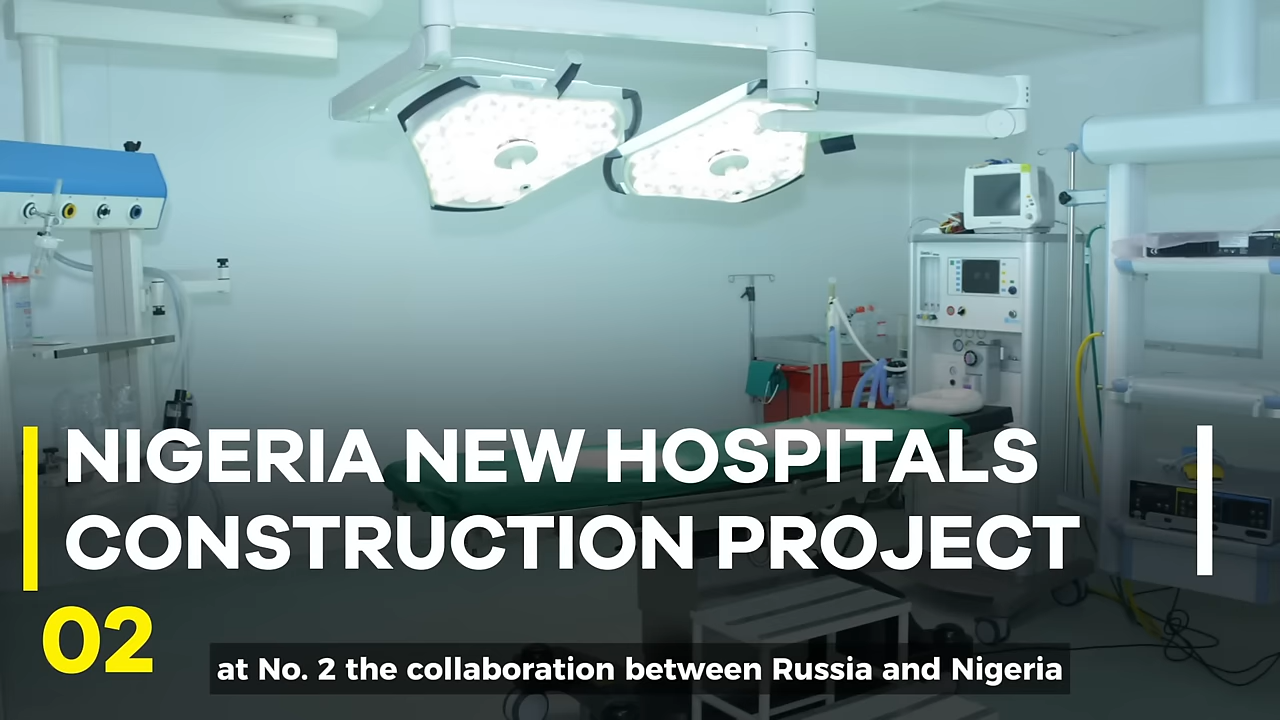 NIGERIA NEW HOSPITALS
CONSTRUCTION PROJECT
02
at No. 2 the collaboration between Russia and Nigeria